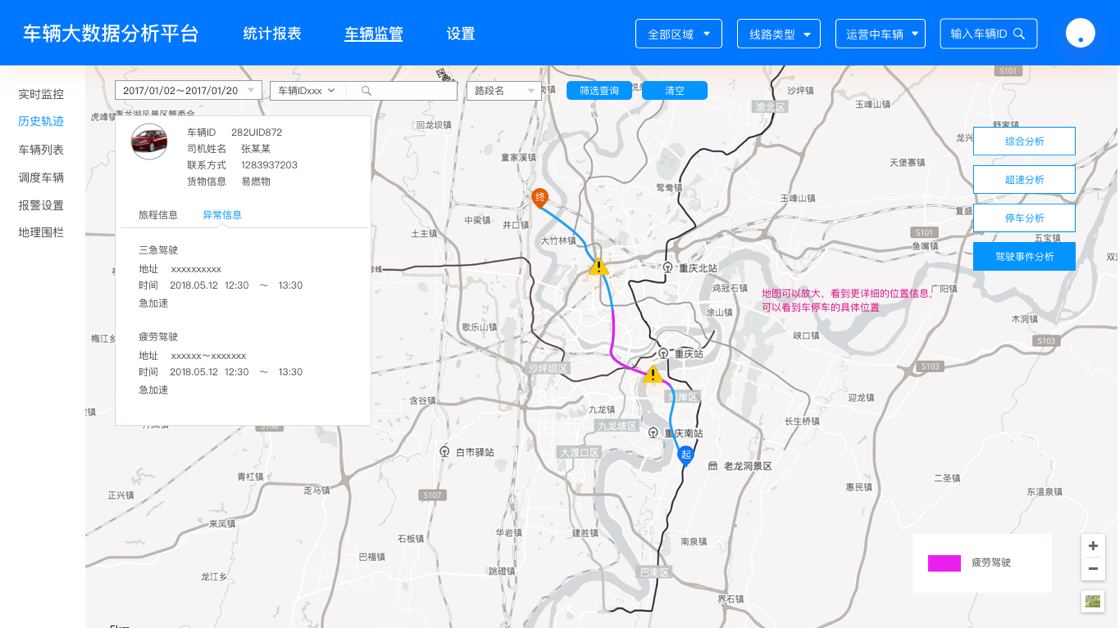 车辆大数据分析平台
统计报表
车辆监管
设置
全部区域
线路类型
运营中车辆
输入车辆ID
实时监控
历史轨迹
车辆列表
调度车辆
报警设置
地理围栏
2017/01/02～2017/01/20
车辆IDxxx
路段名
筛选查询
清空
车辆ID 282UID872
司机姓名 张某某
联系方式 1283937203
货物信息 易燃物
旅程信息
异常信息
三急驾驶
地址 xxxxxxxxxx
时间 2018.05.12 12:30 ～ 13:30
急加速
疲劳驾驶
地址 xxxxxx～xxxxxxx
时间 2018.05.12 12:30 ～ 13:30
急加速
综合分析
超速分析
停车分析
驾驶事件分析
地图可以放大，看到更详细的位置信息，
可以看到车停车的具体位置
终
起
S101
沙坪镇
渝北区
玉峰山镇
舒家镇
回龙坝镇
童家溪镇
天堡寨镇
鸳鸯镇
玉峰山镇
中梁镇
井口镇
土主镇
大竹林镇
S101
鱼嘴镇
五宝镇
重庆北站
鸡冠石镇
广阳镇
涂山镇
木洞镇
歌乐山镇
峡口镇
S103
重庆站
沙坪坝区
S103
含谷镇
九龙镇
迎龙镇
九龙坡区
长生桥镇
重庆南站
大渡口区
白市驿站
老龙洞景区
青杠镇
走马镇
S107
正兴镇
惠民镇
二圣镇
东温泉镇
来凤镇
石板镇
华岩镇
建胜镇
南泉镇
巴福镇
跳磴镇
龙江乡
巴南区
界石镇
疲劳驾驶